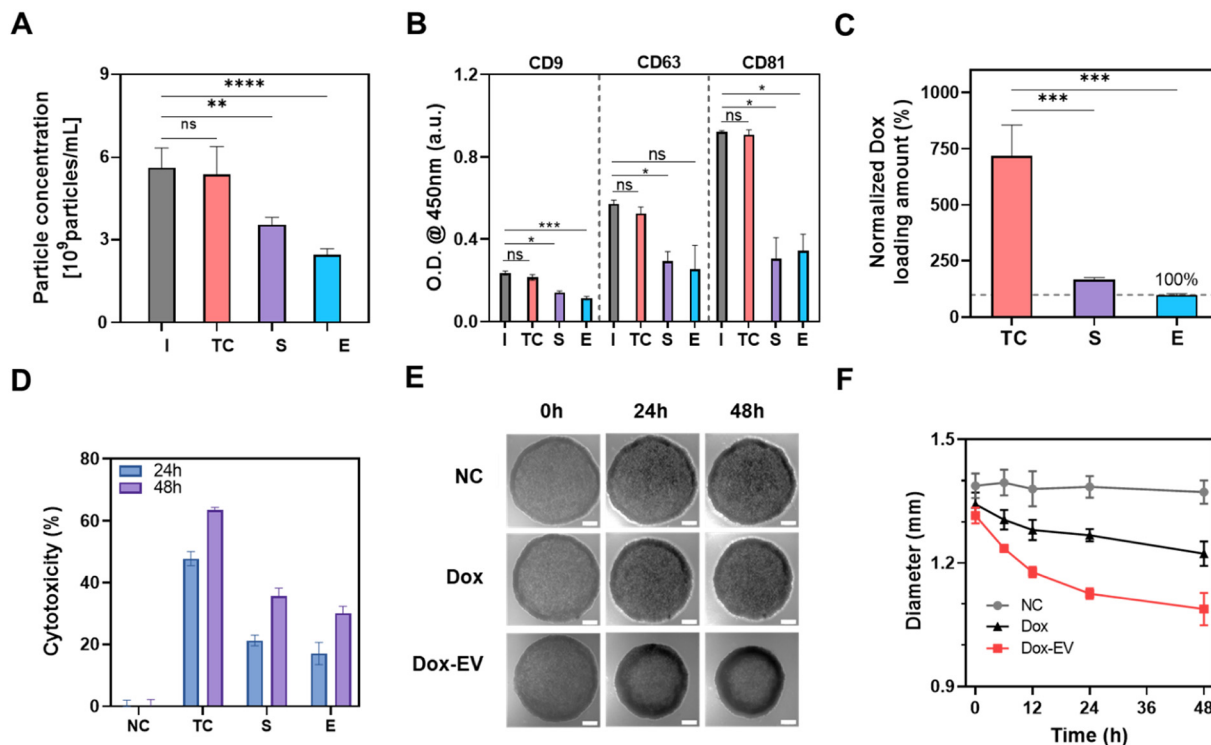 A
Particle concentration
[10⁹particles/mL]
9
6
3
0
****
**
ns
I TC S E
B
CD9 CD63 CD81
O.D. @ 450nm (a.u.)
1.2
0.8
0.4
0.0
***
*
ns
ns
*
ns
*
*
ns
I TC S E I TC S E I TC S E
C
Normalized Dox
loading amount (%)
1000
750
500
250
0
***
***
100%
TC S E
D
Cytotoxicity (%)
80
60
40
20
0
24h
48h
NC TC S E
E
0h 24h 48h
NC
Dox
Dox-EV
F
Diameter (mm)
1.5
1.2
0.9
NC
Dox
Dox-EV
0 12 24 36 48
Time (h)